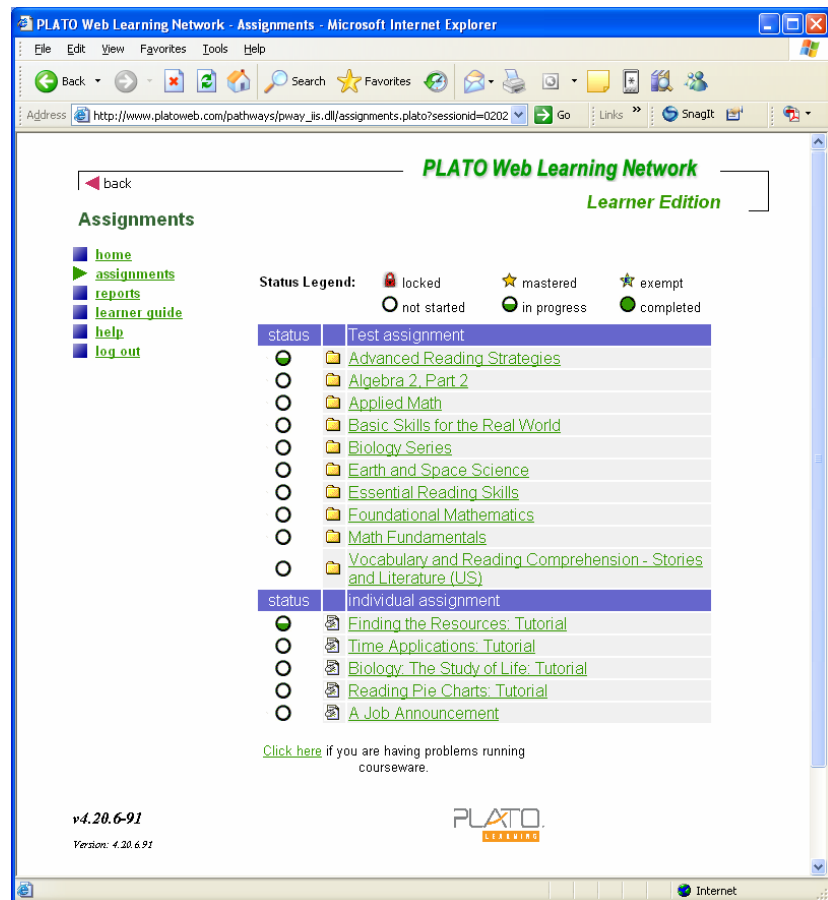 PLATO Web Learning Network - Assignments - Microsoft Internet Explorer
File Edit View Favorites Tools Help
Back Search Favorites
Address http://www.platoweb.com/pathways/pway_iis.dll/assignments.plato?sessionid=0202 Go Links » SnagIt
PLATO Web Learning Network
back
Learner Edition
Assignments
home
assignments
reports
learner guide
help
log out
Status Legend: locked mastered exempt
not started in progress completed
status Test assignment
Advanced Reading Strategies
Algebra 2, Part 2
Applied Math
Basic Skills for the Real World
Biology Series
Earth and Space Science
Essential Reading Skills
Foundational Mathematics
Math Fundamentals
Vocabulary and Reading Comprehension - Stories
and Literature (US)
status individual assignment
Finding the Resources: Tutorial
Time Applications: Tutorial
Biology: The Study of Life: Tutorial
Reading Pie Charts: Tutorial
A Job Announcement
Click here if you are having problems running
courseware.
v4.20.6-91
Version: 4.20.6.91
PLATO
LEARNING
Internet